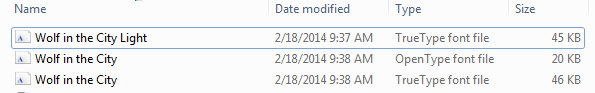 Name Date modified Type Size
Wolf in the City Light 2/18/2014 9:37 AM TrueType font file 45 KB
Wolf in the City 2/18/2014 9:38 AM OpenType font file 20 KB
Wolf in the City 2/18/2014 9:38 AM TrueType font file 46 KB